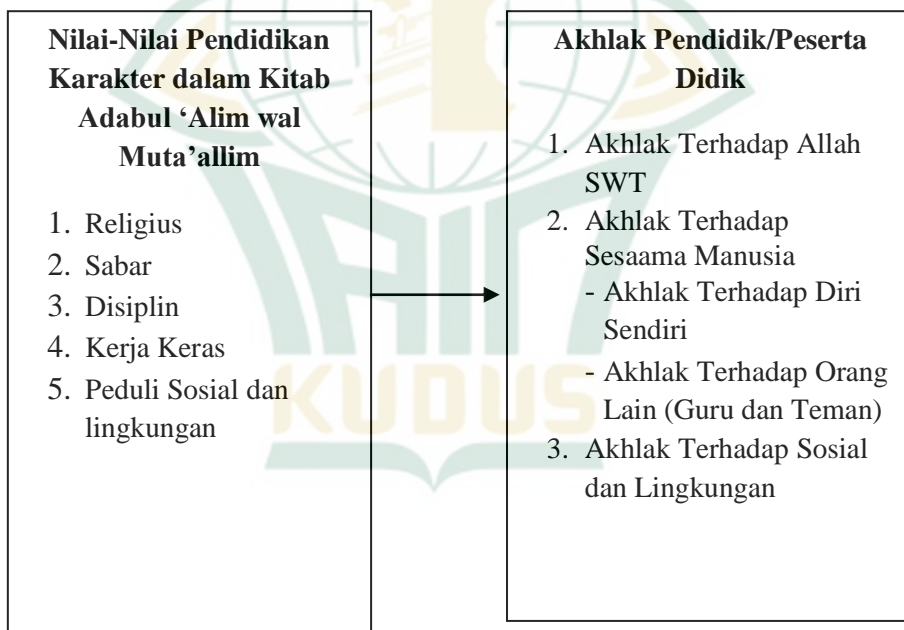 Nilai-Nilai Pendidikan
Karakter dalam Kitab
Adabul ‘Alim wal
Muta’allim
1. Religius
2. Sabar
3. Disiplin
4. Kerja Keras
5. Peduli Sosial dan
lingkungan
Akhlak Pendidik/Peserta
Didik
1. Akhlak Terhadap Allah
SWT
2. Akhlak Terhadap
Sesaama Manusia
- Akhlak Terhadap Diri
Sendiri
- Akhlak Terhadap Orang
Lain (Guru dan Teman)
3. Akhlak Terhadap Sosial
dan Lingkungan
IAIN
KUDUS